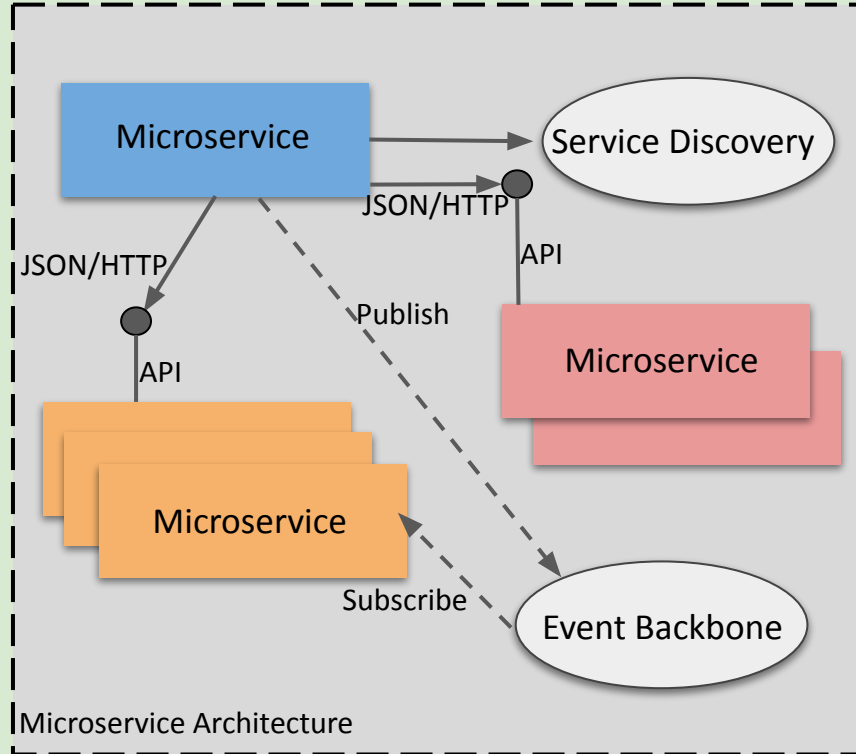 Microservice
Service Discovery
JSON/HTTP
API
JSON/HTTP
Publish
API
Microservice
Microservice
Subscribe
Event Backbone
Microservice Architecture